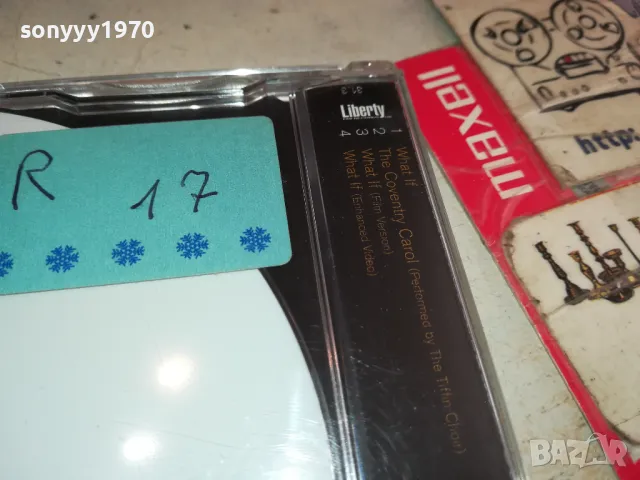 sonyyy1970
R 17
Liberty
1 What If
2 The Coventry Carol (Performed by The Tiffin Choir)
3 What If (Film Version)
4 What If (Enhanced Video)
maxell
http:
BAZAR